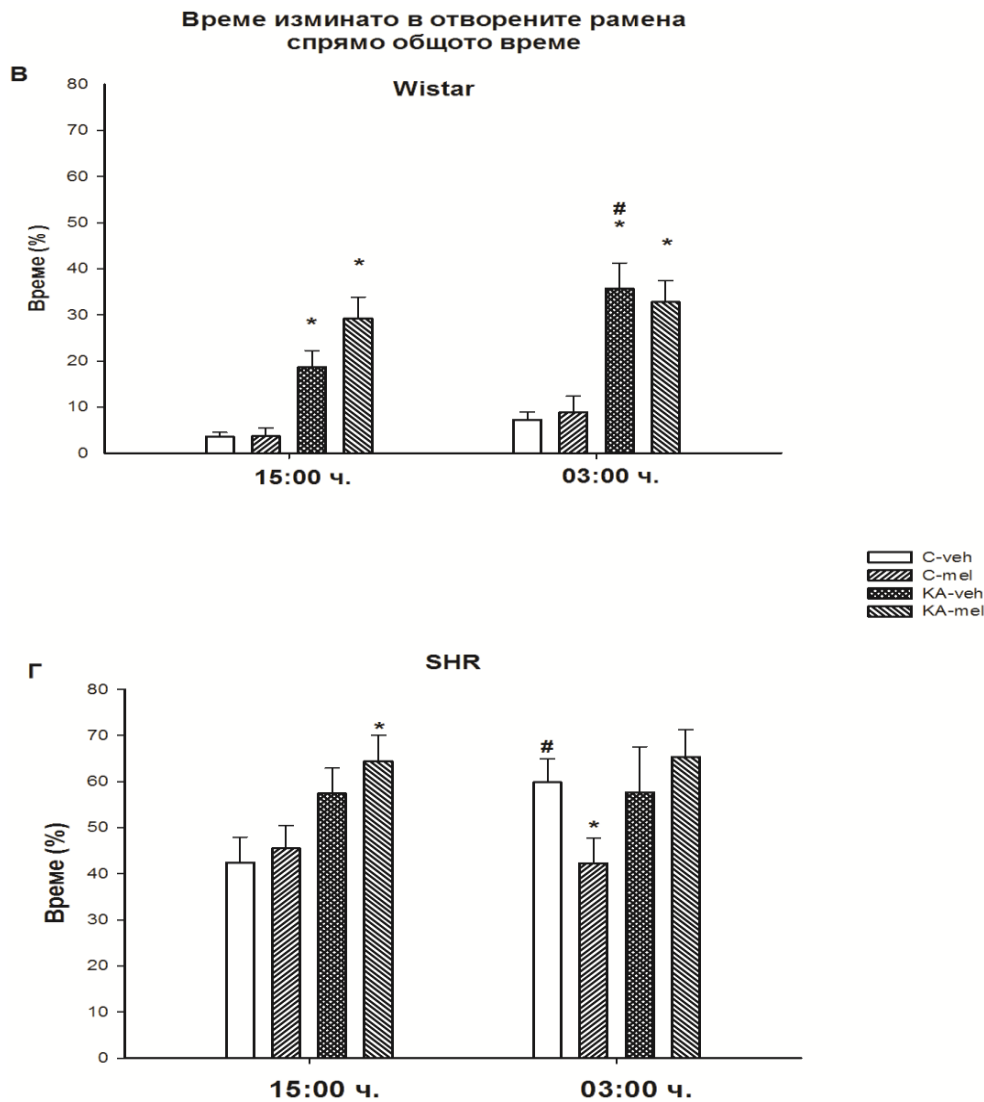 Време изминато в отворените рамена
спрямо общото време
В
Wistar
80
70
60
50
40
30
20
10
0
Време (%)
#
*
*
*
*
15:00 ч.
03:00 ч.
C-veh
C-mel
KA-veh
KA-mel
Г
SHR
80
70
60
50
40
30
20
10
0
Време (%)
*
#
*
15:00 ч.
03:00 ч.